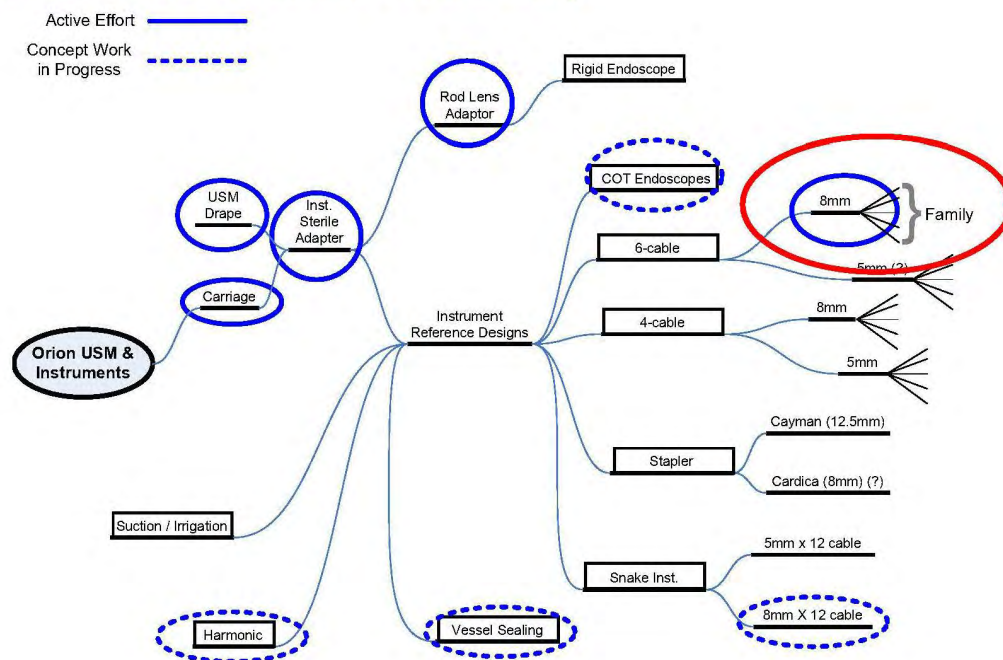 Active Effort
Concept Work
in Progress
Rigid Endoscope
Rod Lens
Adaptor
COT Endoscopes
USM
Drape
Inst.
Sterile
Adapter
8mm
Family
6-cable
5mm (?)
Carriage
Instrument
Reference Designs
4-cable
8mm
Orion USM &
Instruments
5mm
Cayman (12.5mm)
Stapler
Cardica (8mm) (?)
Suction / Irrigation
5mm x 12 cable
Snake Inst.
8mm X 12 cable
Harmonic
Vessel Sealing